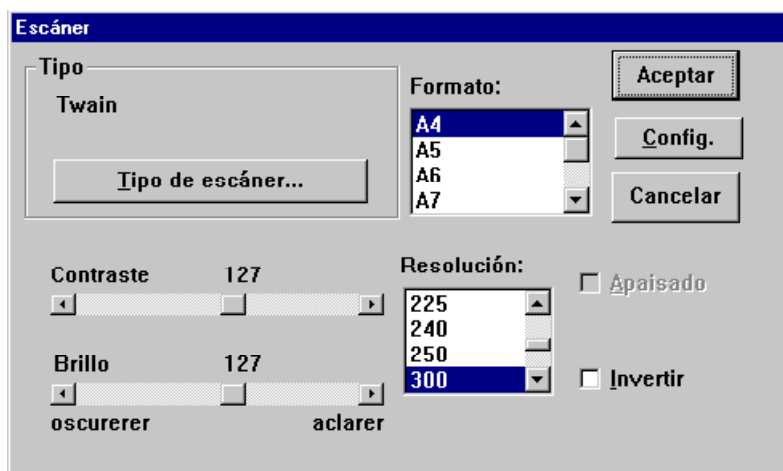 Escáner
Tipo
Twain
Tipo de escáner...
Formato:
A4
A5
A6
A7
Aceptar
Config.
Cancelar
Contraste 127
Brillo 127
oscurerer aclarer
Resolución:
225
240
250
300
Apaisado
Invertir